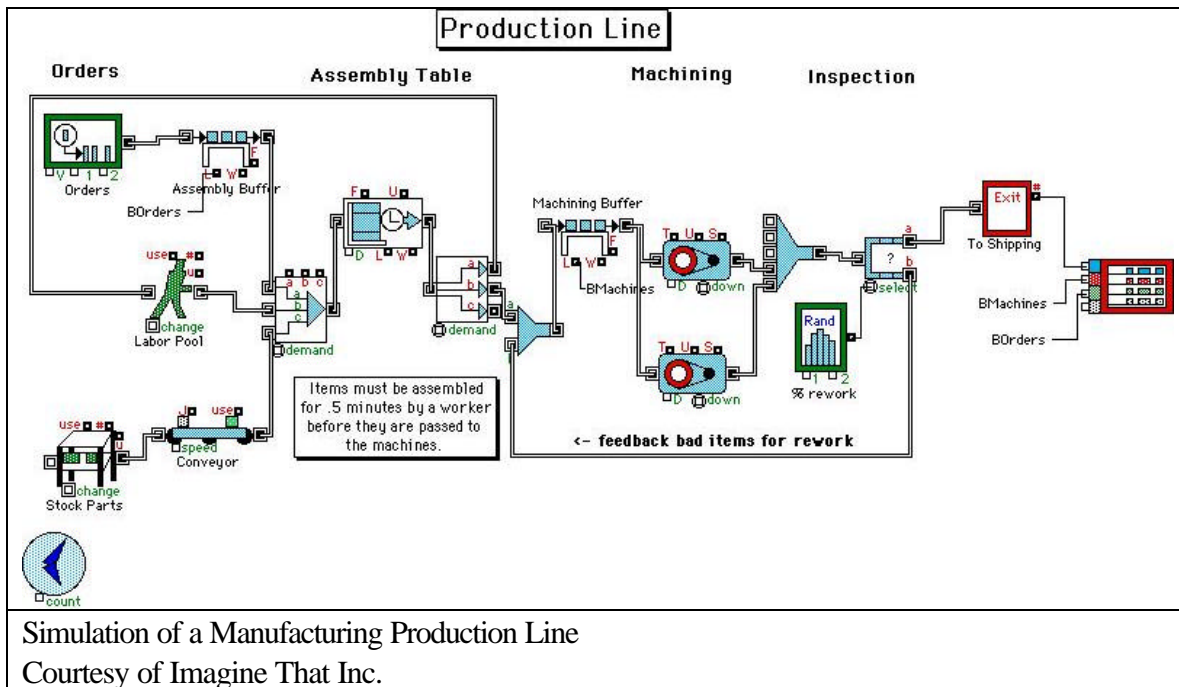 Production Line
Orders
Assembly Table
Machining
Inspection
V 1 2
Orders
F
L W
Assembly Buffer
BOrders
use #
u
change
Labor Pool
use #
u
change
Stock Parts
use
speed
Conveyor
count
a b c
a
b
c
demand
F U
D L W
a
b
c
demand
Items must be assembled
for .5 minutes by a worker
before they are passed to
the machines.
a
Machining Buffer
F
L W
BMachines
T U S
D down
T U S
D down
?
a
b
select
Rand
1 2
% rework
<- feedback bad items for rework
Exit
#
To Shipping
BMachines
BOrders
Simulation of a Manufacturing Production Line
Courtesy of Imagine That Inc.